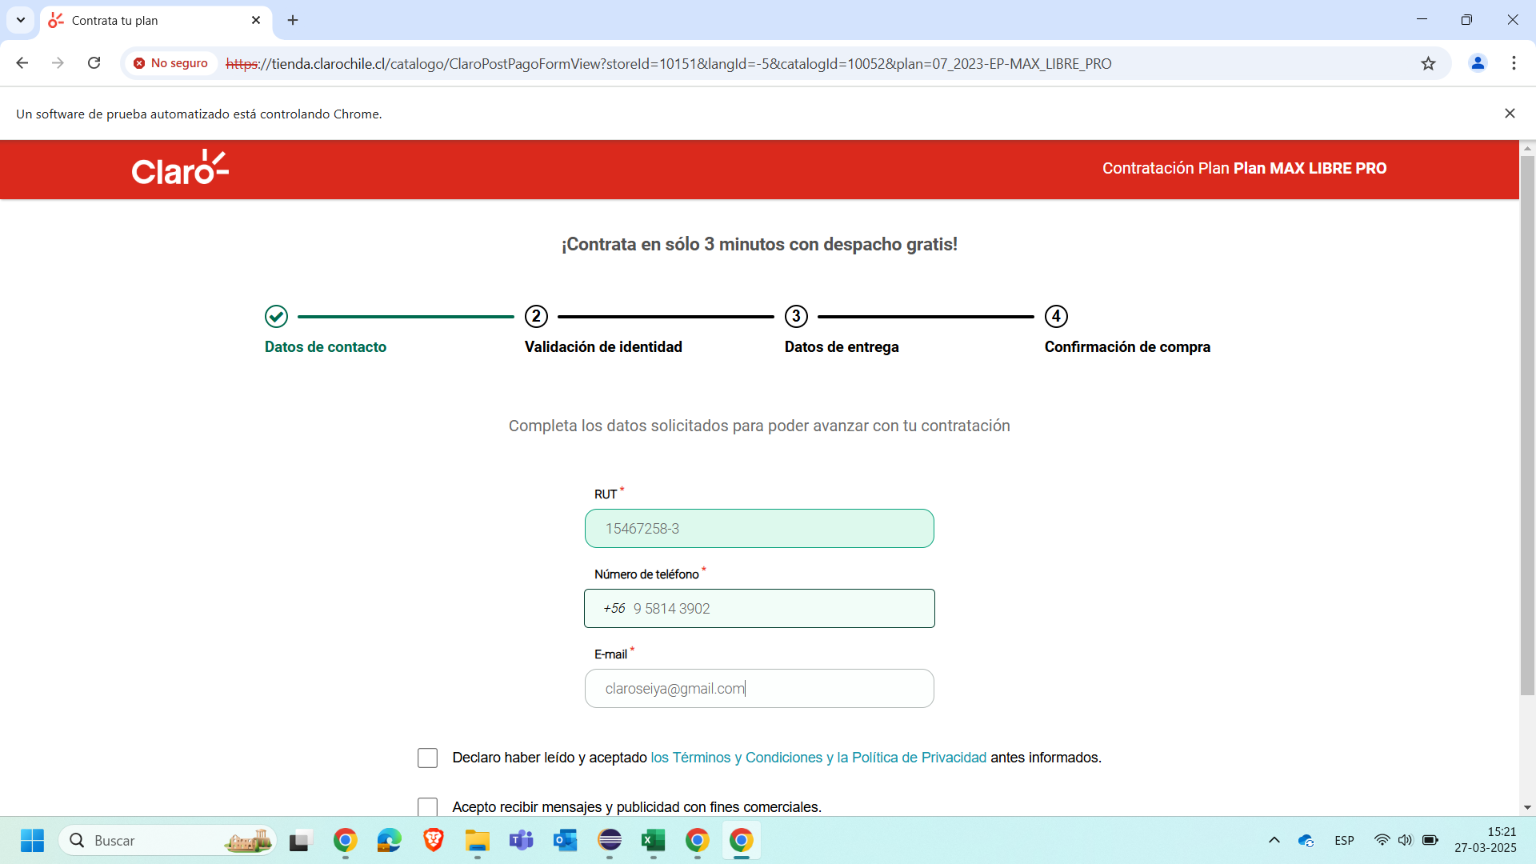 Contrata tu plan
No seguro
https://tienda.clarochile.cl/catalogo/ClaroPostPagoFormView?storeId=10151&langId=-5&catalogId=10052&plan=07_2023-EP-MAX_LIBRE_PRO
Un software de prueba automatizado está controlando Chrome.
Claro
Contratación Plan Plan MAX LIBRE PRO
¡Contrata en sólo 3 minutos con despacho gratis!
2 3 4
Datos de contacto Validación de identidad Datos de entrega Confirmación de compra
Completa los datos solicitados para poder avanzar con tu contratación
RUT *
15467258-3
Número de teléfono *
+56 9 5814 3902
E-mail *
claroseiya@gmail.com
Declaro haber leído y aceptado los Términos y Condiciones y la Política de Privacidad antes informados.
Acepto recibir mensajes y publicidad con fines comerciales.
Buscar
ESP
15:21
27-03-2025